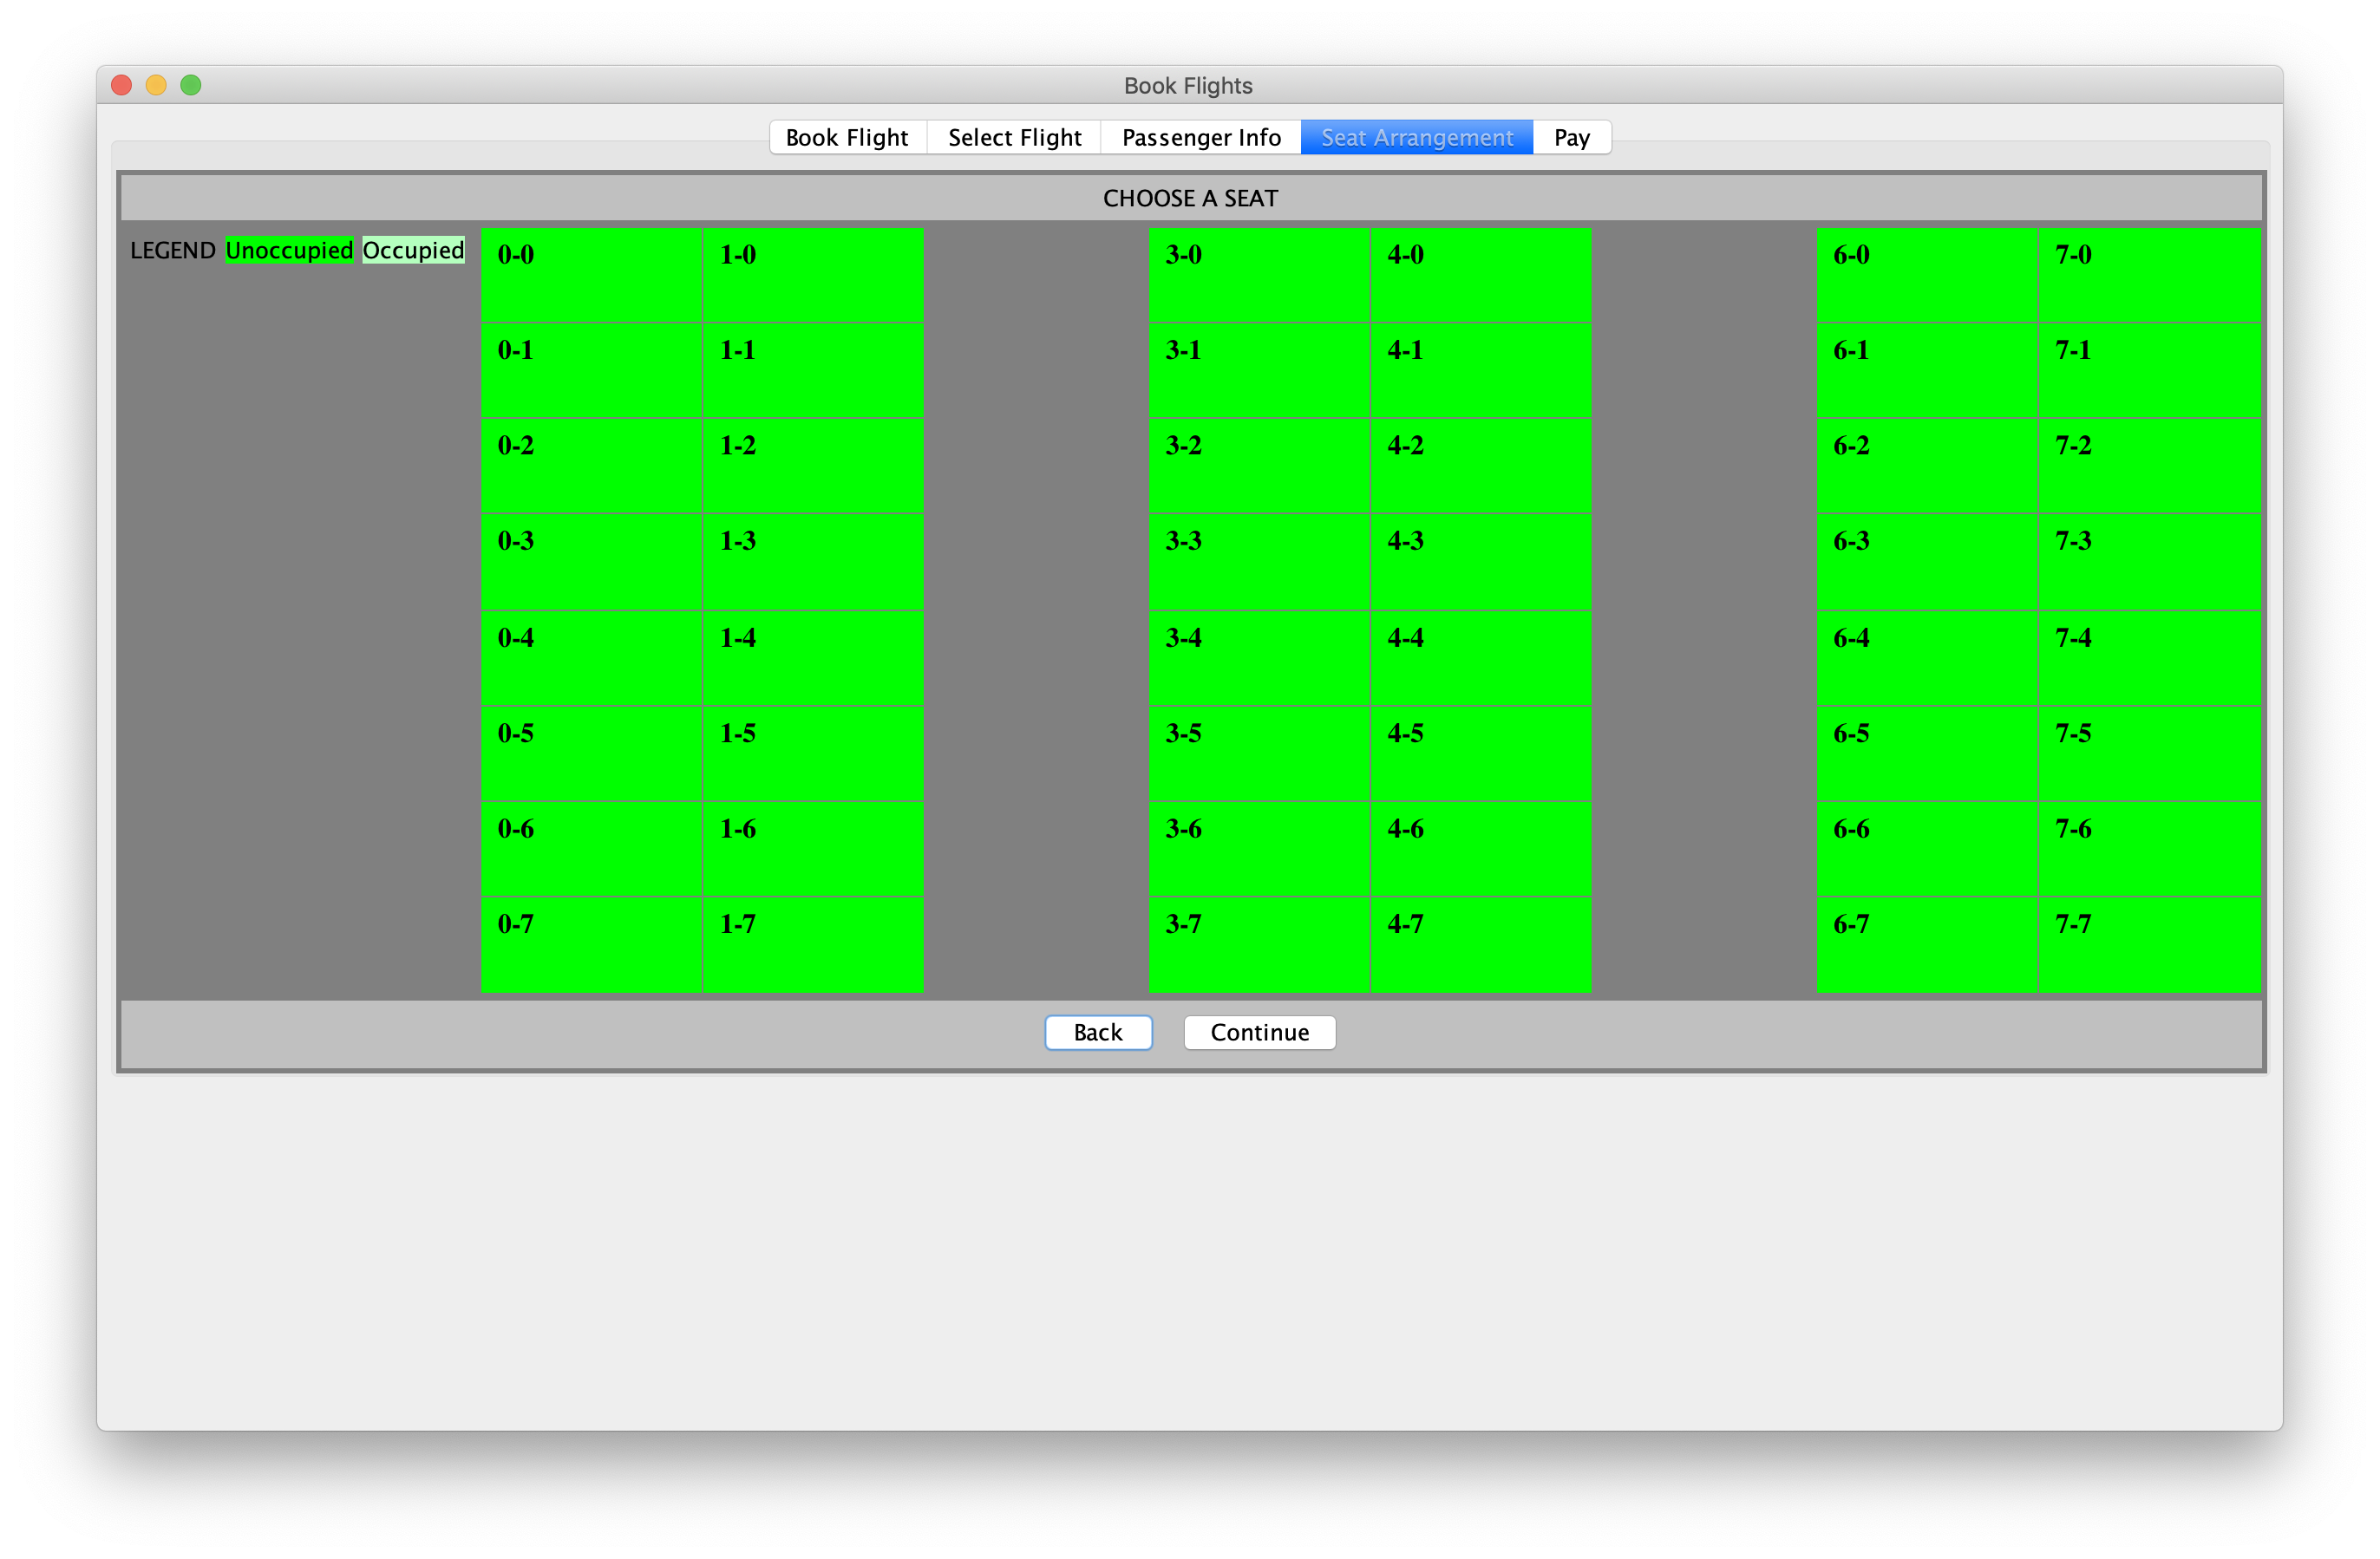 Book Flights
Book Flight Select Flight Passenger Info Seat Arrangement Pay
CHOOSE A SEAT
LEGEND Unoccupied Occupied
0-0 1-0 3-0 4-0 6-0 7-0
0-1 1-1 3-1 4-1 6-1 7-1
0-2 1-2 3-2 4-2 6-2 7-2
0-3 1-3 3-3 4-3 6-3 7-3
0-4 1-4 3-4 4-4 6-4 7-4
0-5 1-5 3-5 4-5 6-5 7-5
0-6 1-6 3-6 4-6 6-6 7-6
0-7 1-7 3-7 4-7 6-7 7-7
Back Continue